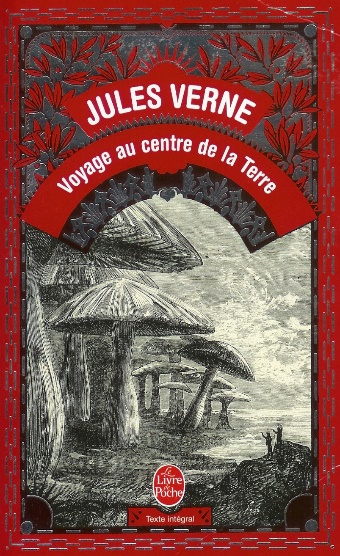 JULES VERNE
Voyage au centre de la Terre
Le
Livre
de
Poche
Texte intégral